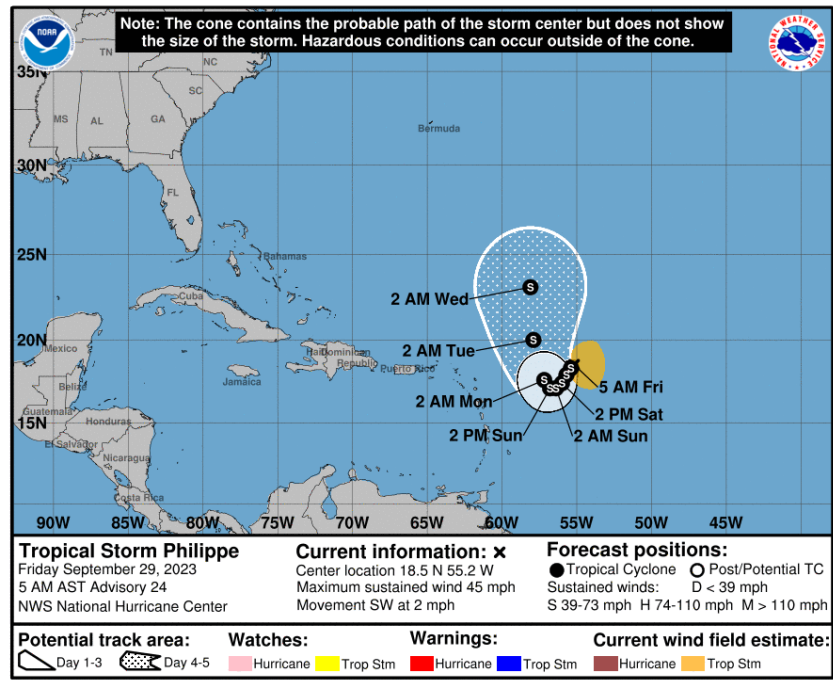 Note: The cone contains the probable path of the storm center but does not show
the size of the storm. Hazardous conditions can occur outside of the cone.
NOAA
NATIONAL WEATHER SERVICE
35N
TN
NC
SC
MS
AL
GA
Bermuda
30N
FL
25N
Bahamas
2 AM Wed
Cuba
20N
2 AM Tue
Mexico
Haiti
Dominican
Republic
Puerto Rico
Jamaica
Belize
5 AM Fri
2 AM Mon
Guatemala
15N
Honduras
2 PM Sat
2 PM Sun
2 AM Sun
El Salvador
Nicaragua
Costa Rica
S
S
S
S
S
S
S
S
90W 85W 80W 75W 70W 65W 60W 55W 50W 45W
Tropical Storm Philippe
Friday September 29, 2023
5 AM AST Advisory 24
NWS National Hurricane Center
Current information: x
Center location 18.5 N 55.2 W
Maximum sustained wind 45 mph
Movement SW at 2 mph
Forecast positions:
Tropical Cyclone Post/Potential TC
Sustained winds: D < 39 mph
S 39-73 mph H 74-110 mph M > 110 mph
Potential track area:
Day 1-3 Day 4-5
Watches:
Hurricane Trop Stm
Warnings:
Hurricane Trop Stm
Current wind field estimate:
Hurricane Trop Stm